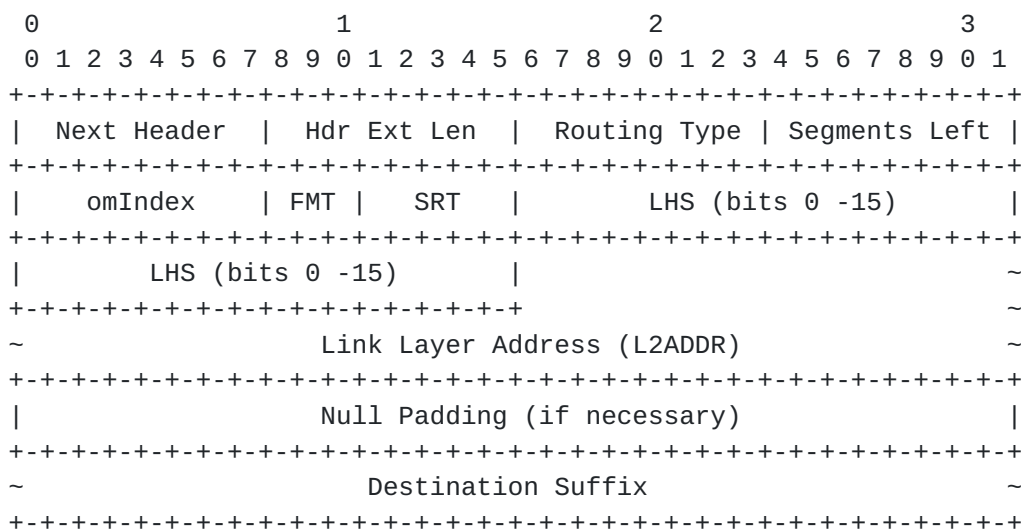 0                   1                   2                   3
 0 1 2 3 4 5 6 7 8 9 0 1 2 3 4 5 6 7 8 9 0 1 2 3 4 5 6 7 8 9 0 1
+-+-+-+-+-+-+-+-+-+-+-+-+-+-+-+-+-+-+-+-+-+-+-+-+-+-+-+-+-+-+-+-+
|  Next Header  |  Hdr Ext Len  |  Routing Type | Segments Left |
+-+-+-+-+-+-+-+-+-+-+-+-+-+-+-+-+-+-+-+-+-+-+-+-+-+-+-+-+-+-+-+-+
|    omIndex    | FMT |   SRT   |        LHS (bits 0 -15)       |
+-+-+-+-+-+-+-+-+-+-+-+-+-+-+-+-+-+-+-+-+-+-+-+-+-+-+-+-+-+-+-+-+
|        LHS (bits 0 -15)       |                               ~
+-+-+-+-+-+-+-+-+-+-+-+-+-+-+-+-+                               ~
~                   Link Layer Address (L2ADDR)                 ~
+-+-+-+-+-+-+-+-+-+-+-+-+-+-+-+-+-+-+-+-+-+-+-+-+-+-+-+-+-+-+-+-+
|                   Null Padding (if necessary)                 |
+-+-+-+-+-+-+-+-+-+-+-+-+-+-+-+-+-+-+-+-+-+-+-+-+-+-+-+-+-+-+-+-+
~                      Destination Suffix                       ~
+-+-+-+-+-+-+-+-+-+-+-+-+-+-+-+-+-+-+-+-+-+-+-+-+-+-+-+-+-+-+-+-+